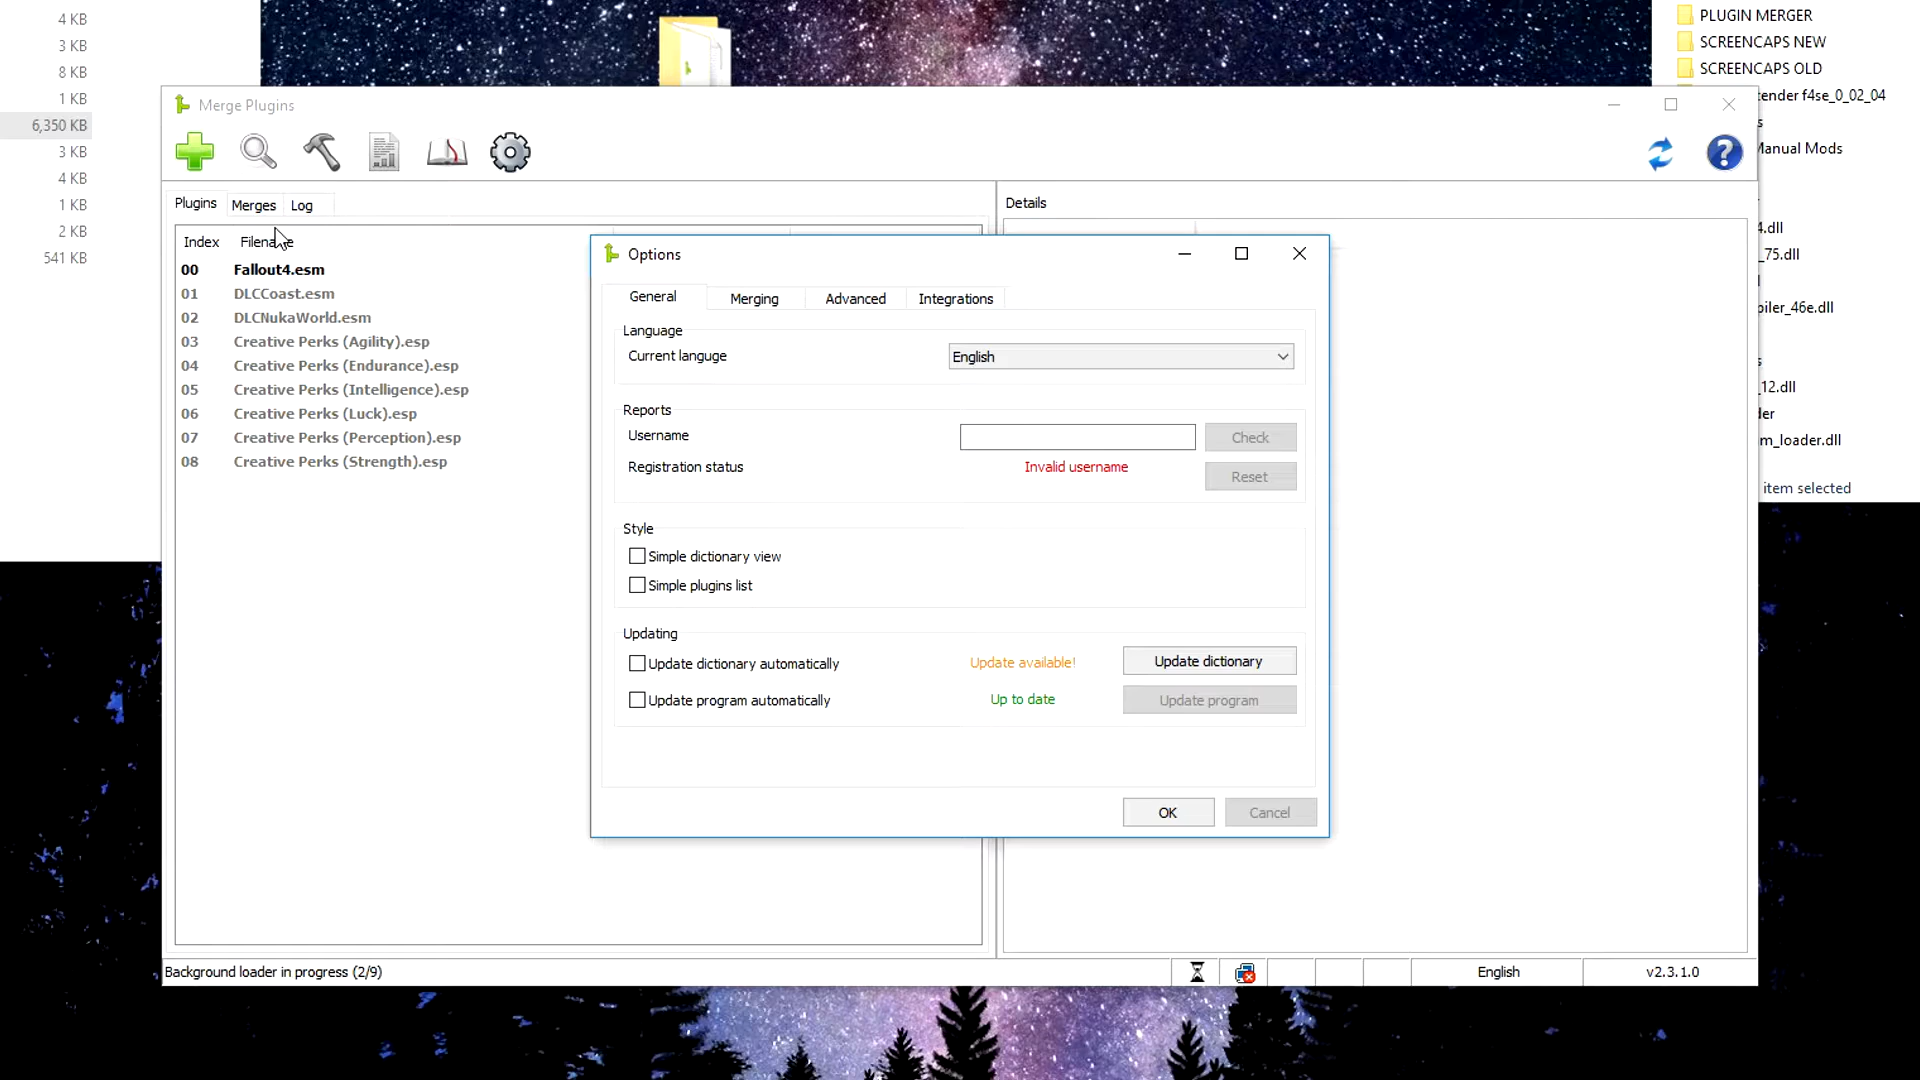 4 KB
3 KB
8 KB
1 KB
6,350 KB
3 KB
4 KB
1 KB
2 KB
541 KB
PLUGIN MERGER
SCREENCAPS NEW
SCREENCAPS OLD
tender f4se_0_02_04
s
Manual Mods
4.dll
_75.dll
piler_46e.dll
s
_12.dll
der
m_loader.dll
item selected
Merge Plugins
Plugins
Merges
Log
Details
Index Filename
00 Fallout4.esm
01 DLCCoast.esm
02 DLCNukaWorld.esm
03 Creative Perks (Agility).esp
04 Creative Perks (Endurance).esp
05 Creative Perks (Intelligence).esp
06 Creative Perks (Luck).esp
07 Creative Perks (Perception).esp
08 Creative Perks (Strength).esp
Options
General
Merging
Advanced
Integrations
Language
Current languge
English
Reports
Username
Check
Registration status
Invalid username
Reset
Style
Simple dictionary view
Simple plugins list
Updating
Update dictionary automatically
Update available!
Update dictionary
Update program automatically
Up to date
Update program
OK
Cancel
Background loader in progress (2/9)
English
v2.3.1.0